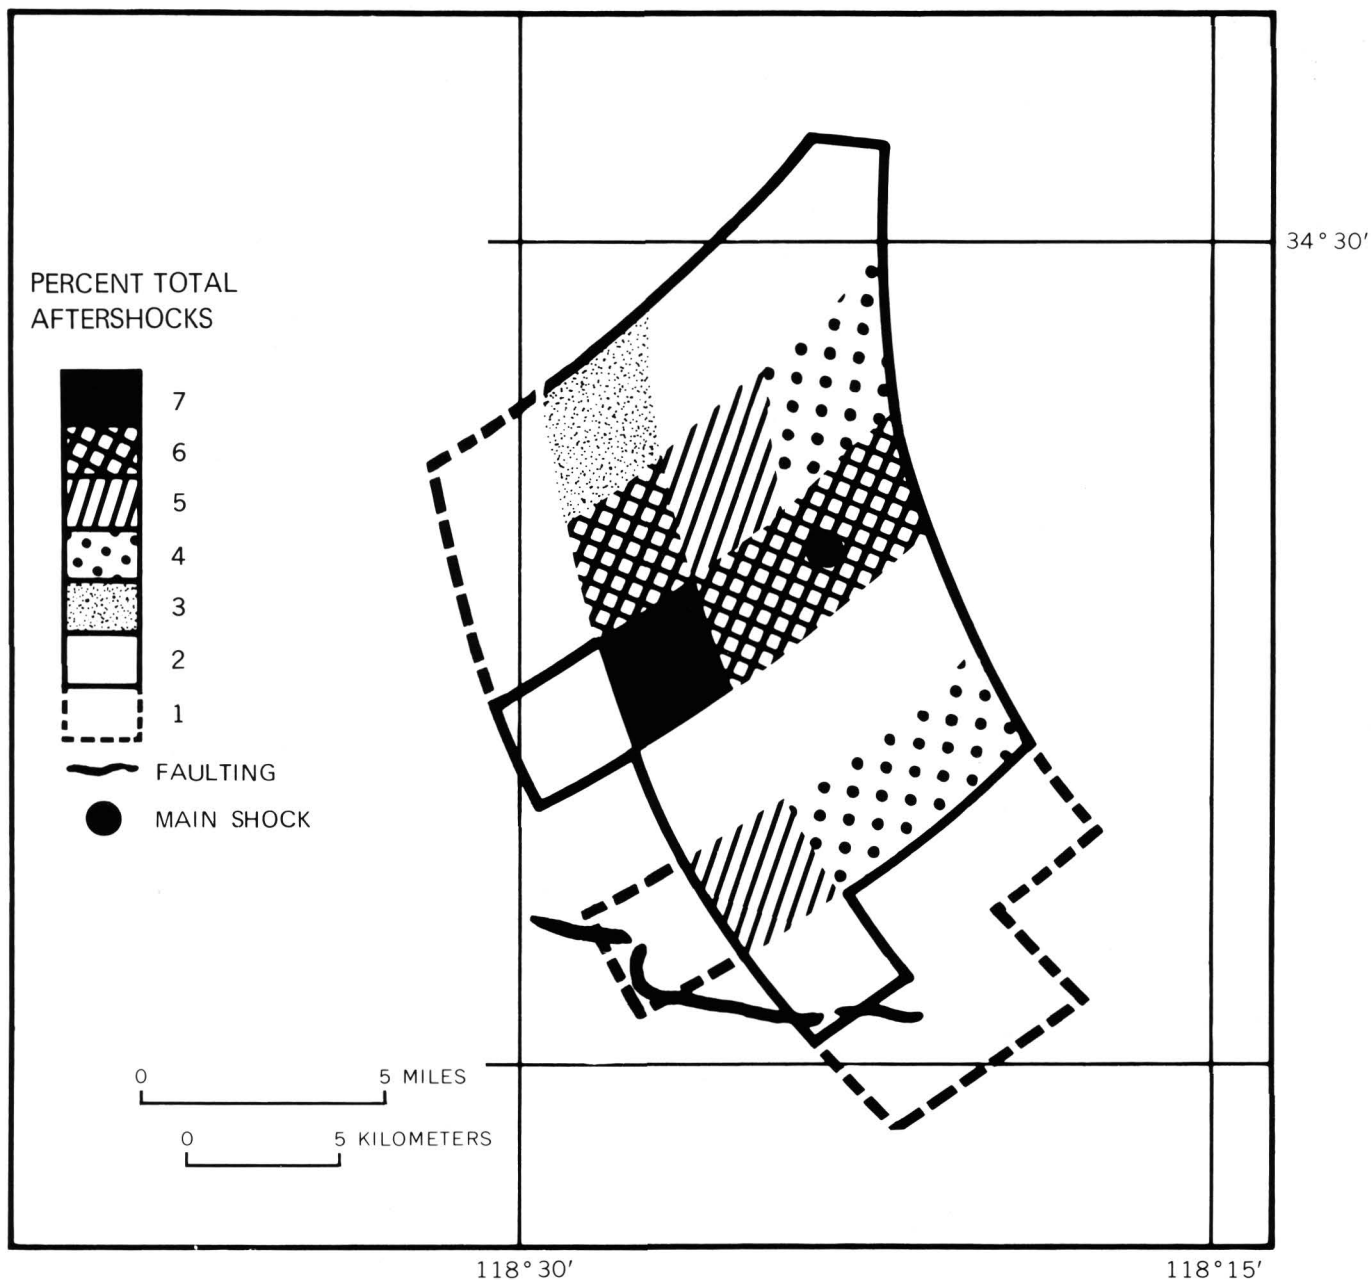 34°30′
PERCENT TOTAL
AFTERSHOCKS
7
6
5
4
3
2
1
FAULTING
MAIN SHOCK
0 5 MILES
0 5 KILOMETERS
118°30′ 118°15′